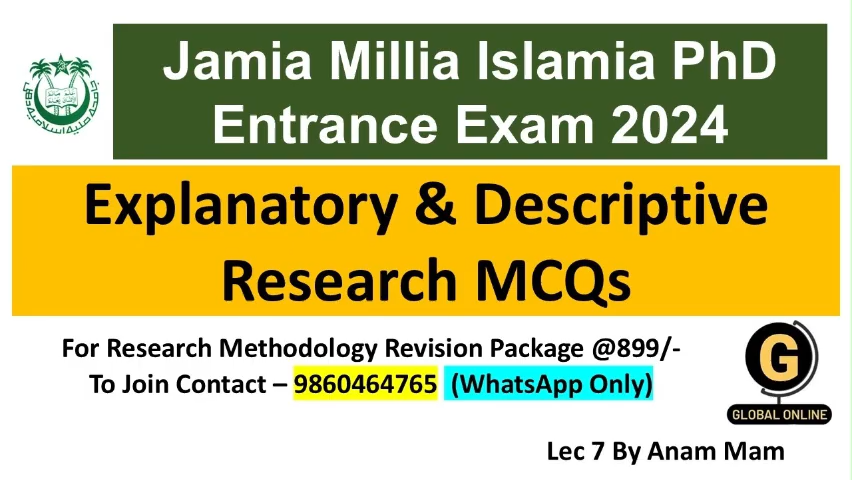 Jamia Millia Islamia PhD
Entrance Exam 2024
Explanatory & Descriptive
Research MCQs
For Research Methodology Revision Package @899/-
To Join Contact – 9860464765 (WhatsApp Only)
G
GLOBAL ONLINE
Lec 7 By Anam Mam